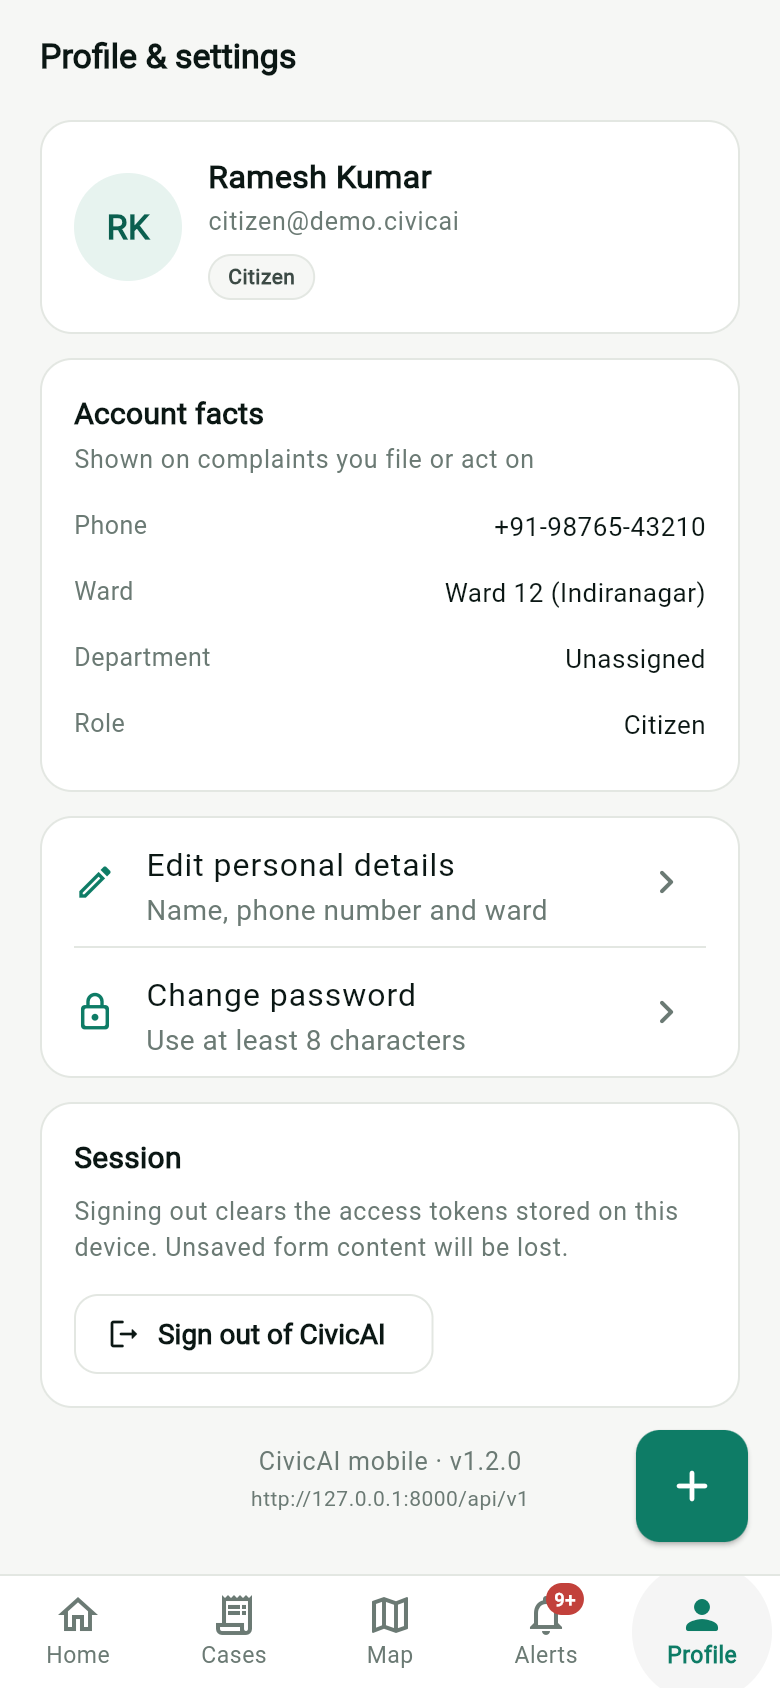 Profile & settings
RK
Ramesh Kumar
citizen@demo.civicai
Citizen
Account facts
Shown on complaints you file or act on
Phone +91-98765-43210
Ward Ward 12 (Indiranagar)
Department Unassigned
Role Citizen
Edit personal details
Name, phone number and ward
Change password
Use at least 8 characters
Session
Signing out clears the access tokens stored on this
device. Unsaved form content will be lost.
Sign out of CivicAI
CivicAI mobile · v1.2.0
http://127.0.0.1:8000/api/v1
9+
Home Cases Map Alerts Profile